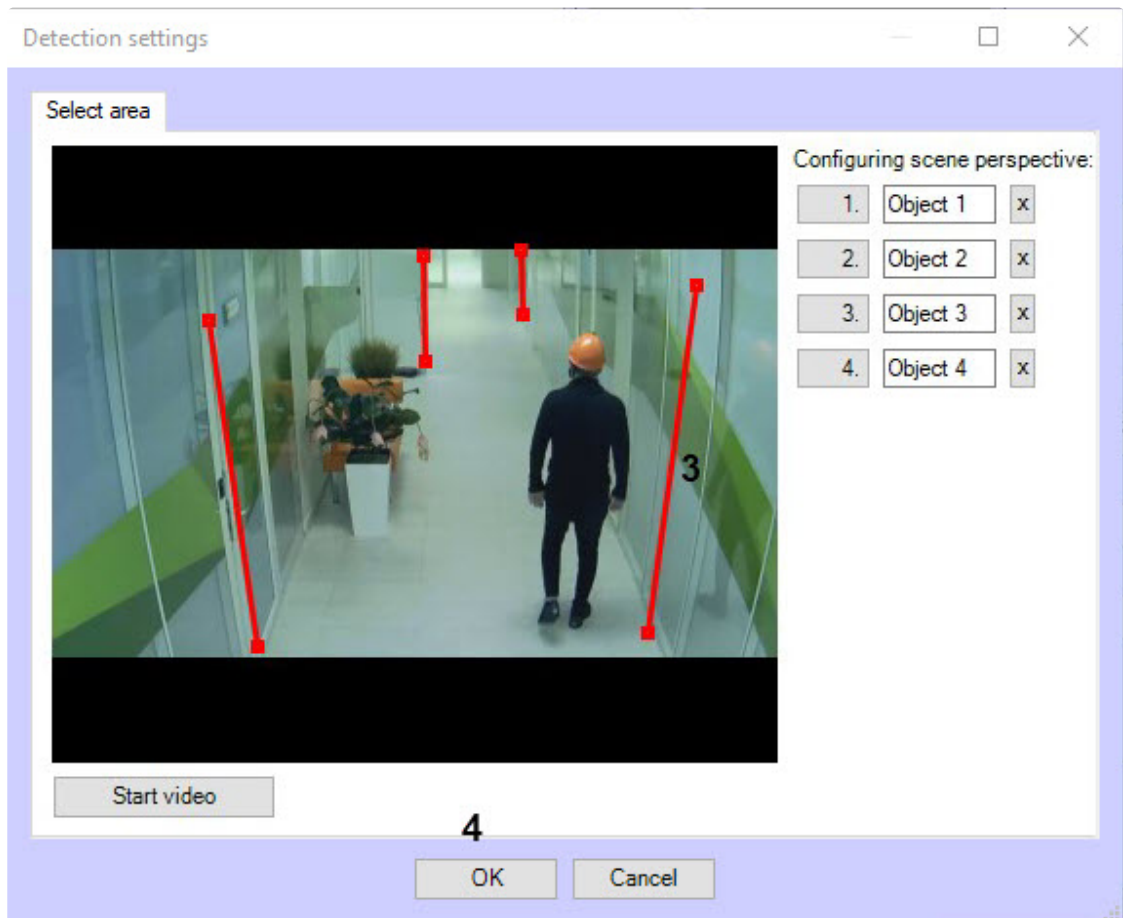 Detection settings
Select area
Configuring scene perspective:
1. Object 1 x
2. Object 2 x
3. Object 3 x
4. Object 4 x
3
Start video
4
OK Cancel